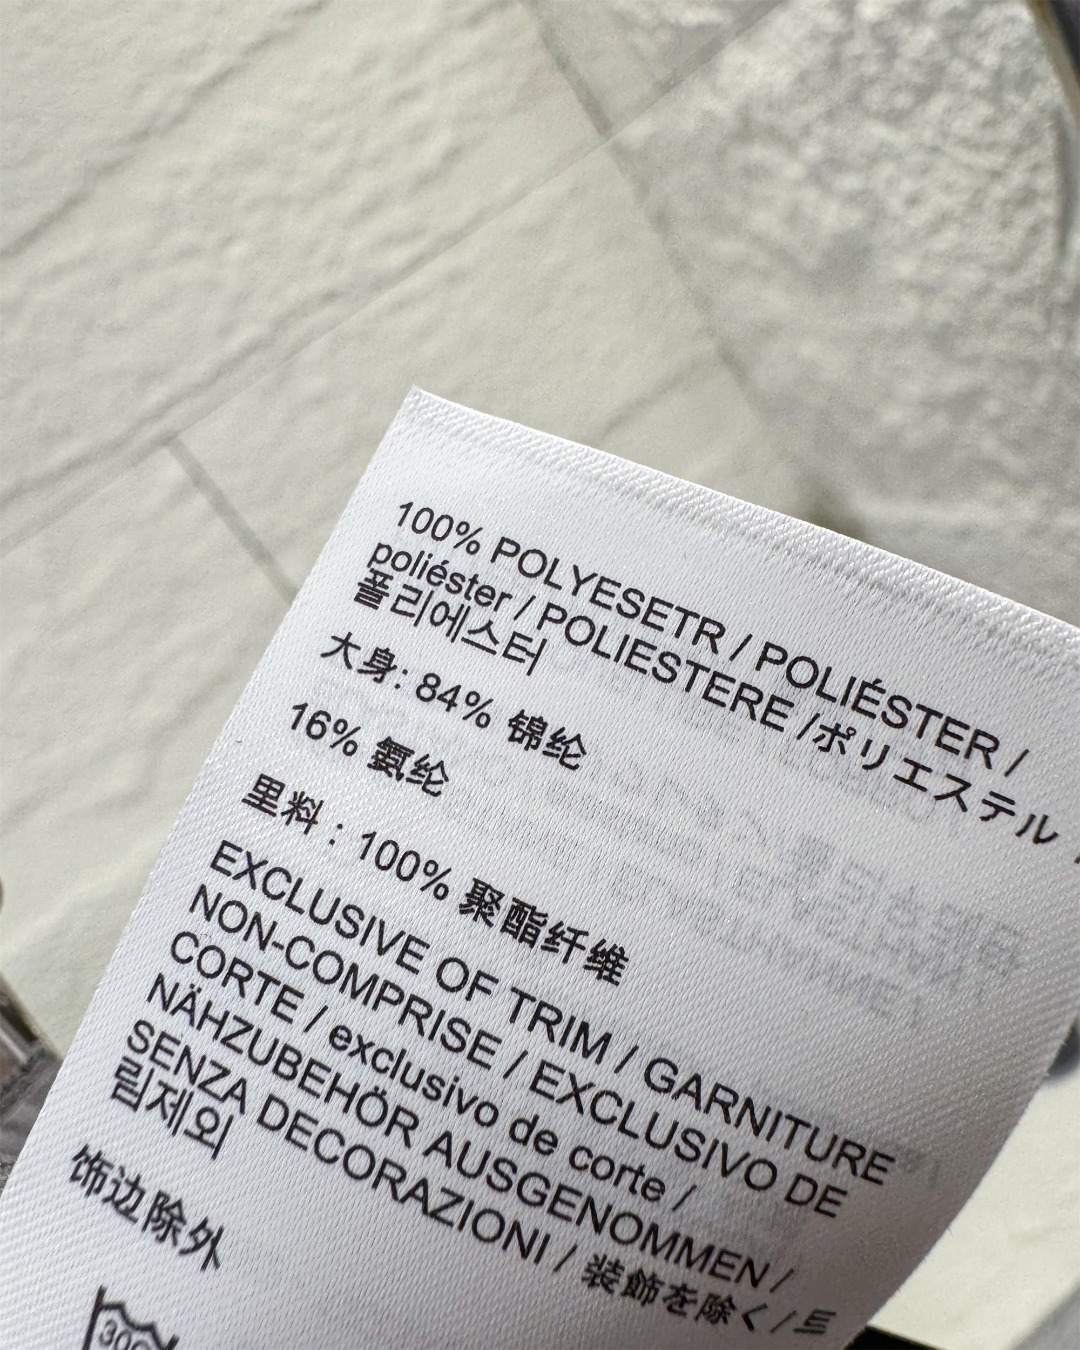 100% POLYESETR / POLIÉSTER /
poliéster / POLIESTERE /ポリエステル
폴리에스터
大身: 84% 锦纶
16% 氨纶
里料 : 100% 聚酯纤维
EXCLUSIVE OF TRIM / GARNITURE
NON-COMPRISE / EXCLUSIVO DE
CORTE / exclusivo de corte /
NÄHZUBEHÖR AUSGENOMMEN /
SENZA DECORAZIONI / 装飾を除く / 트
림제외
饰边除外